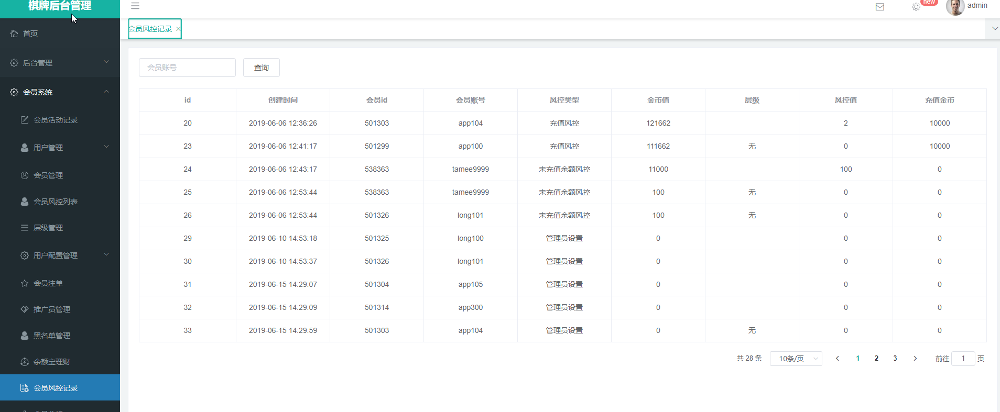 棋牌后台管理
new
admin
会员风控记录
首页
后台管理
会员系统
会员活动记录
用户管理
会员管理
会员风控列表
层级管理
用户配置管理
会员注单
推广员管理
黑名单管理
余额宝理财
会员风控记录
会员账号 查询
id 创建时间 会员id 会员账号 风控类型 金币值 层级 风控值 充值金币
20 2019-06-06 12:36:26 501303 app104 充值风控 121662 2 10000
23 2019-06-06 12:41:17 501299 app100 充值风控 111662 无 0 10000
24 2019-06-06 12:43:17 538363 tamee9999 未充值余额风控 11000 100 0
25 2019-06-06 12:53:44 538363 tamee9999 未充值余额风控 100 无 0 0
26 2019-06-06 12:53:44 501326 long101 未充值余额风控 100 无 0 0
29 2019-06-10 14:53:18 501325 long100 管理员设置 0 0 0
30 2019-06-10 14:53:37 501326 long101 管理员设置 0 0 0
31 2019-06-15 14:29:07 501304 app105 管理员设置 0 0 0
32 2019-06-15 14:29:09 501314 app300 管理员设置 0 0 0
33 2019-06-15 14:29:59 501303 app104 管理员设置 0 无 0 0
共 28 条 10条/页 1 2 3 前往 1 页